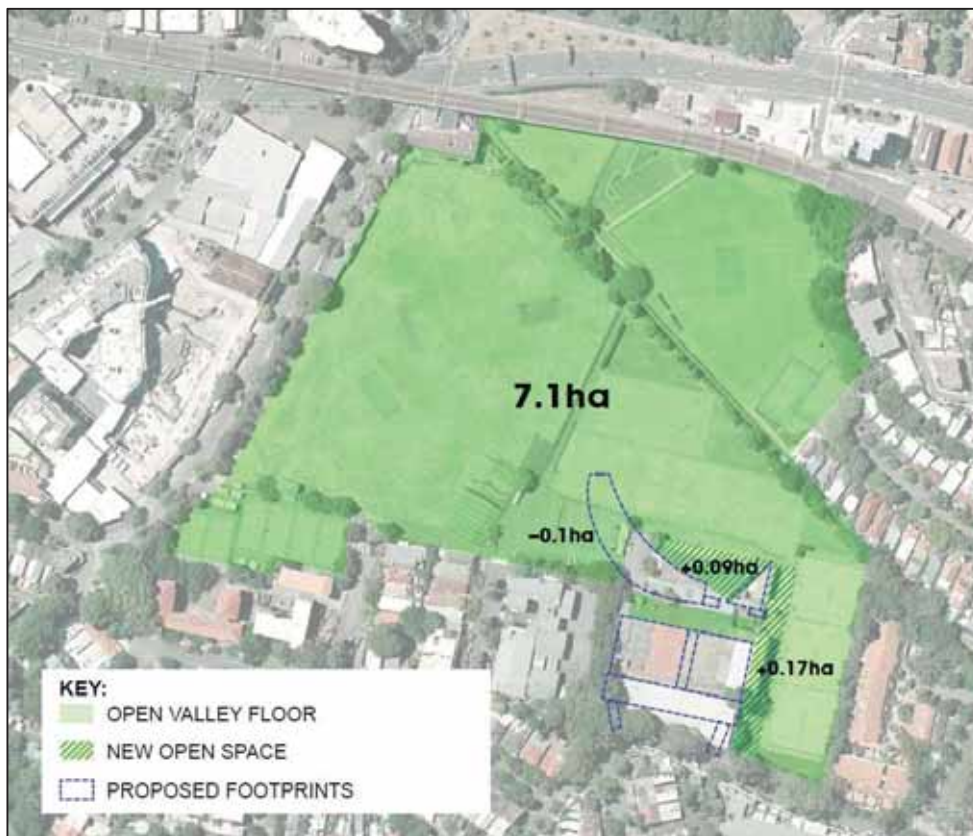 7.1ha
-0.1ha
+0.09ha
+0.17ha
KEY:
OPEN VALLEY FLOOR
NEW OPEN SPACE
PROPOSED FOOTPRINTS